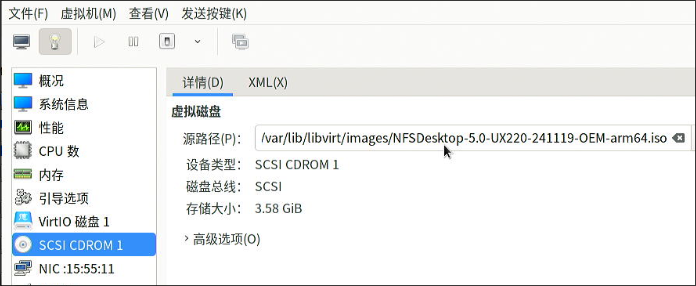 文件(F) 虚拟机(M) 查看(V) 发送按键(K)
概况
系统信息
性能
CPU 数
内存
引导选项
VirtIO 磁盘 1
SCSI CDROM 1
NIC :15:55:11
详情(D) XML(X)
虚拟磁盘
源路径(P): /var/lib/libvirt/images/NFSDesktop-5.0-UX220-241119-OEM-arm64.iso
设备类型: SCSI CDROM 1
磁盘总线: SCSI
存储大小: 3.58 GiB
高级选项(O)